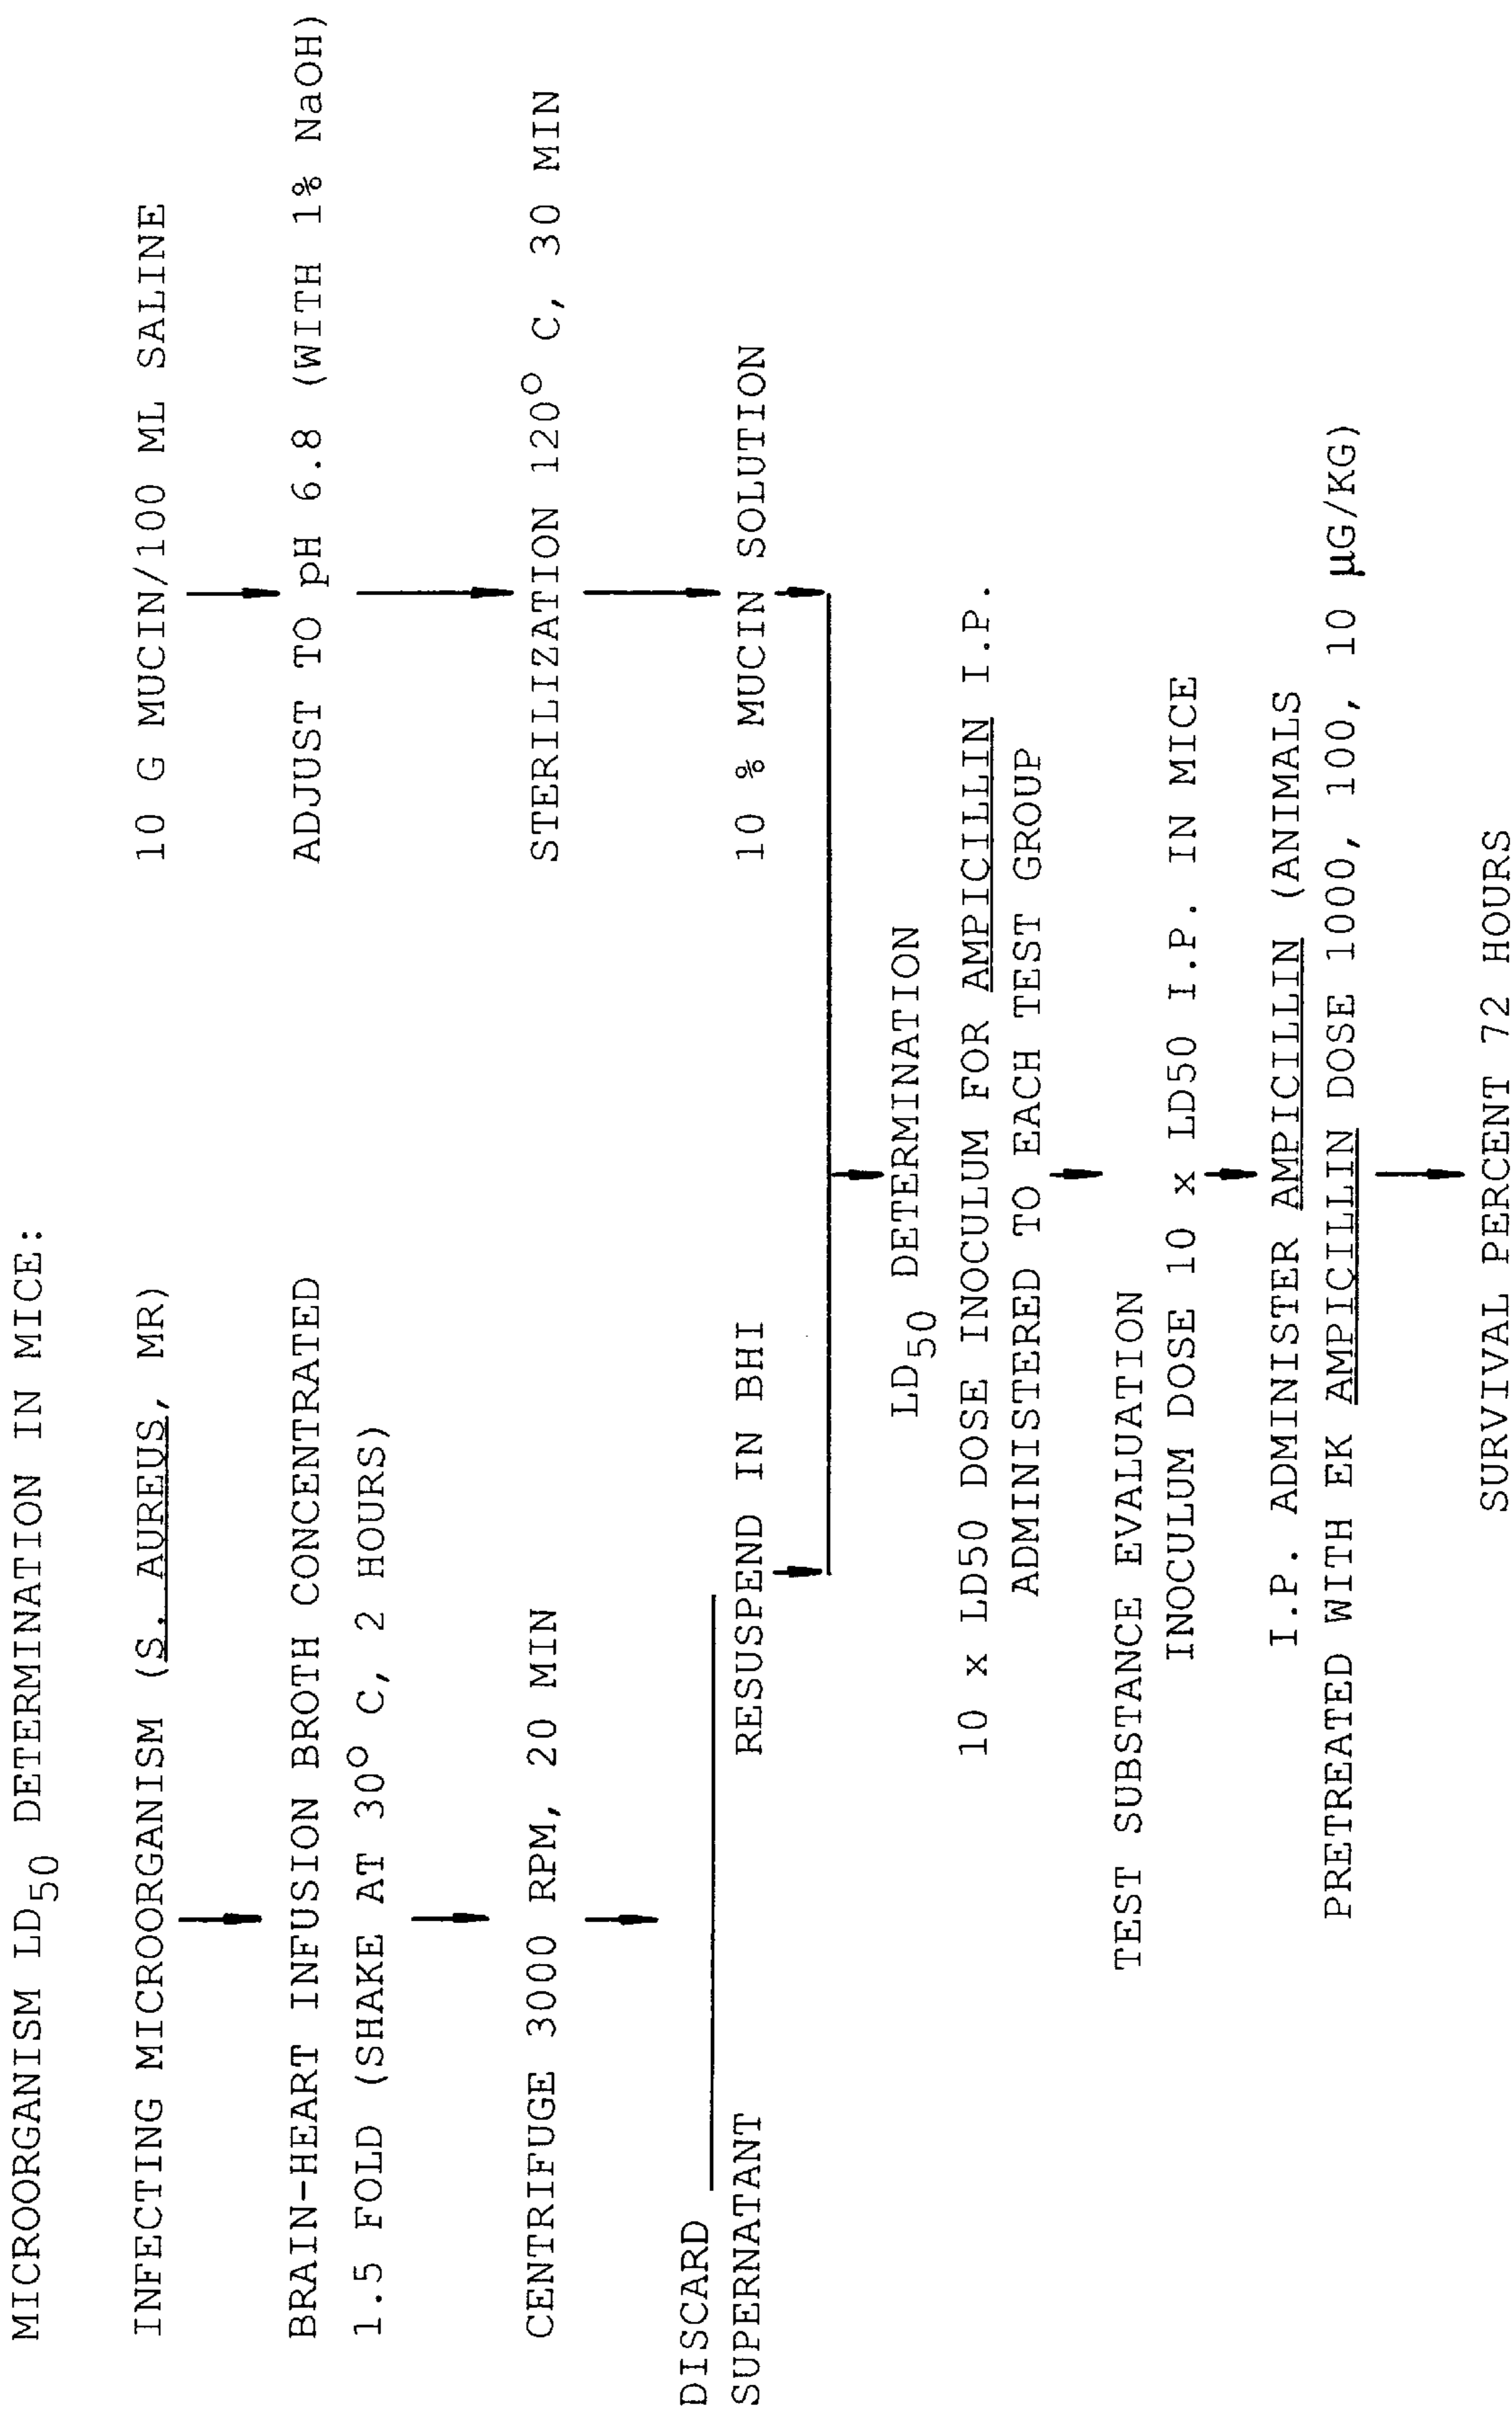 MICROORGANISM LD50 DETERMINATION IN MICE:
INFECTING MICROORGANISM (S. AUREUS, MR)
BRAIN-HEART INFUSION BROTH CONCENTRATED
1.5 FOLD (SHAKE AT 30° C, 2 HOURS)
CENTRIFUGE 3000 RPM, 20 MIN
DISCARD
SUPERNATANT
RESUSPEND IN BHI
10 G MUCIN/100 ML SALINE
ADJUST TO pH 6.8 (WITH 1% NaOH)
STERILIZATION 120° C, 30 MIN
10 % MUCIN SOLUTION
LD50 DETERMINATION
10 x LD50 DOSE INOCULUM FOR AMPICILLIN I.P.
ADMINISTERED TO EACH TEST GROUP
TEST SUBSTANCE EVALUATION
INOCULUM DOSE 10 x LD50 I.P. IN MICE
I.P. ADMINISTER AMPICILLIN (ANIMALS
PRETREATED WITH EK AMPICILLIN DOSE 1000, 100, 10 µG/KG)
SURVIVAL PERCENT 72 HOURS